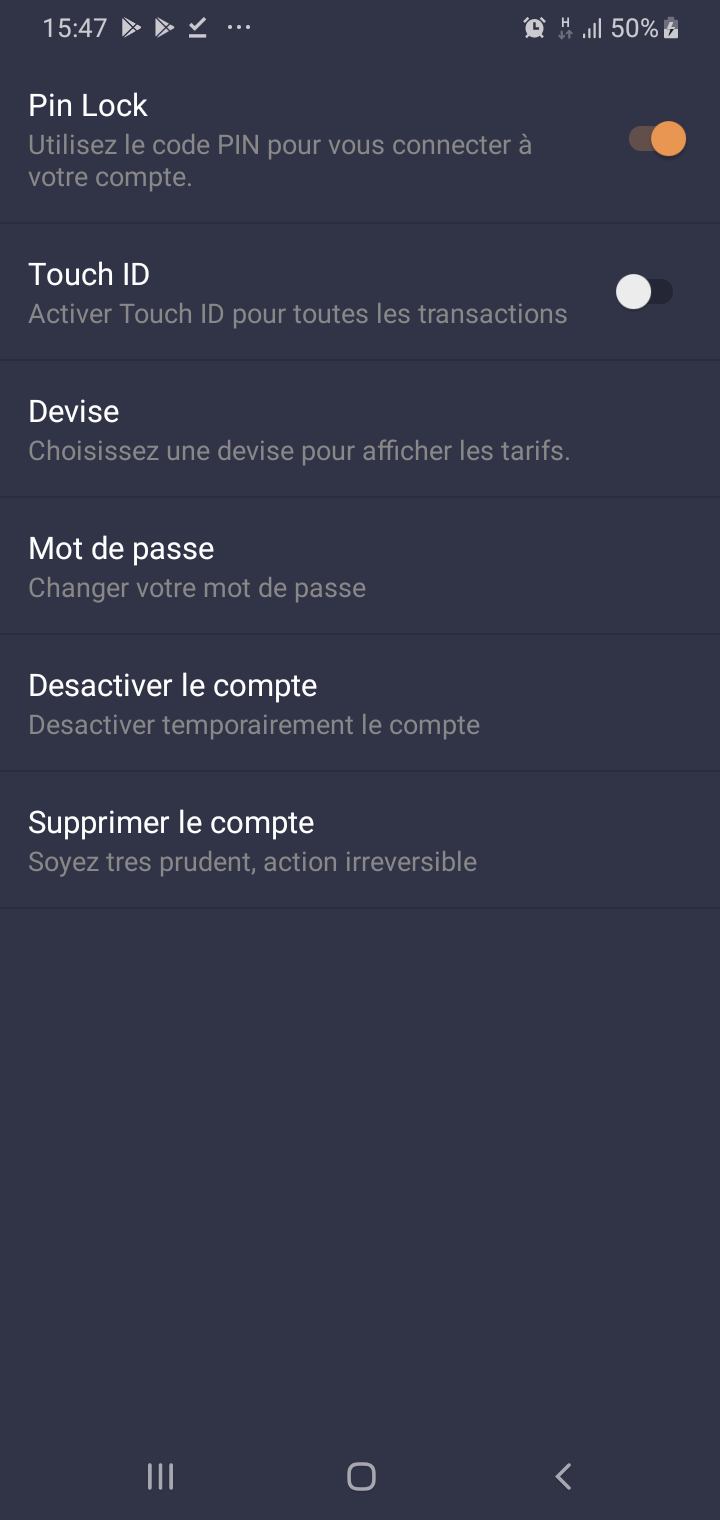 15:47
H
50%
Pin Lock
Utilisez le code PIN pour vous connecter à
votre compte.
Touch ID
Activer Touch ID pour toutes les transactions
Devise
Choisissez une devise pour afficher les tarifs.
Mot de passe
Changer votre mot de passe
Desactiver le compte
Desactiver temporairement le compte
Supprimer le compte
Soyez tres prudent, action irreversible